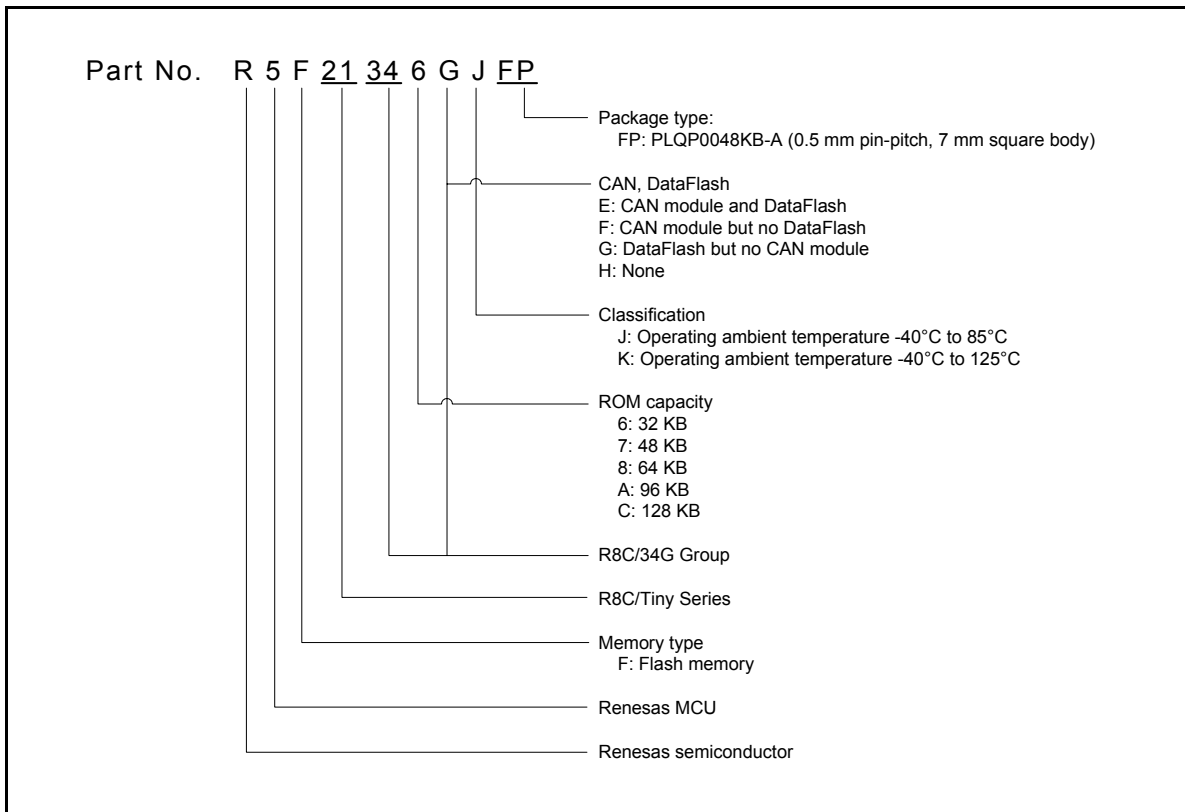 Part No. R 5 F 21 34 6 G J FP
Package type:
FP: PLQP0048KB-A (0.5 mm pin-pitch, 7 mm square body)
CAN, DataFlash
E: CAN module and DataFlash
F: CAN module but no DataFlash
G: DataFlash but no CAN module
H: None
Classification
J: Operating ambient temperature -40°C to 85°C
K: Operating ambient temperature -40°C to 125°C
ROM capacity
6: 32 KB
7: 48 KB
8: 64 KB
A: 96 KB
C: 128 KB
R8C/34G Group
R8C/Tiny Series
Memory type
F: Flash memory
Renesas MCU
Renesas semiconductor